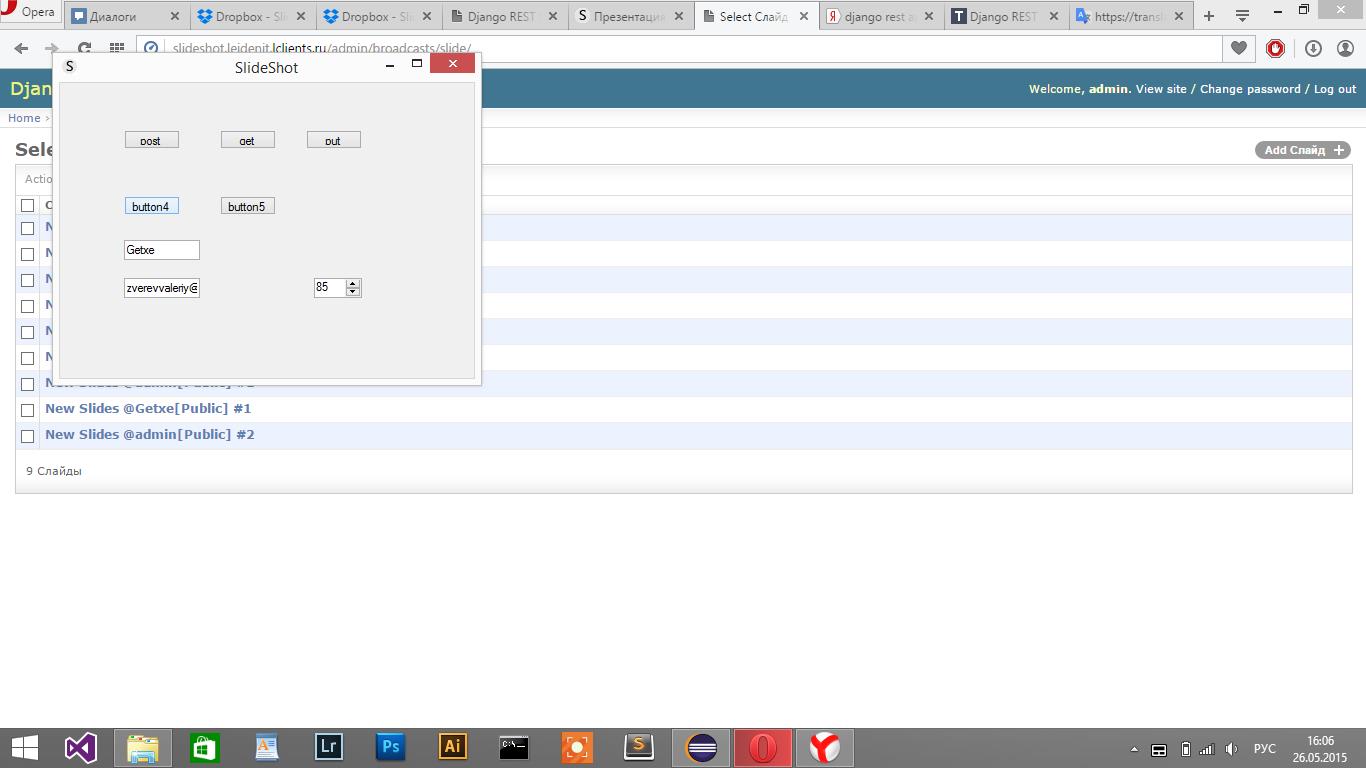 Opera
Диалоги
Dropbox - Sli
Dropbox - Sli
Django REST
Презентация
Select Слайд
django rest a
Django REST
https://transl
slideshot.leidenit.lclients.ru/admin/broadcasts/slide/
S SlideShot
Djan
Welcome, admin. View site / Change password / Log out
Home ›
Sele
Add Слайд +
post get put
Actio
button4 button5
Getxe
zverevvaleriy@ 85
New Slides @Getxe[Public] #1
New Slides @admin[Public] #2
9 Слайды
Lr Ps Ai C:\ S
РУС
16:06
26.05.2015